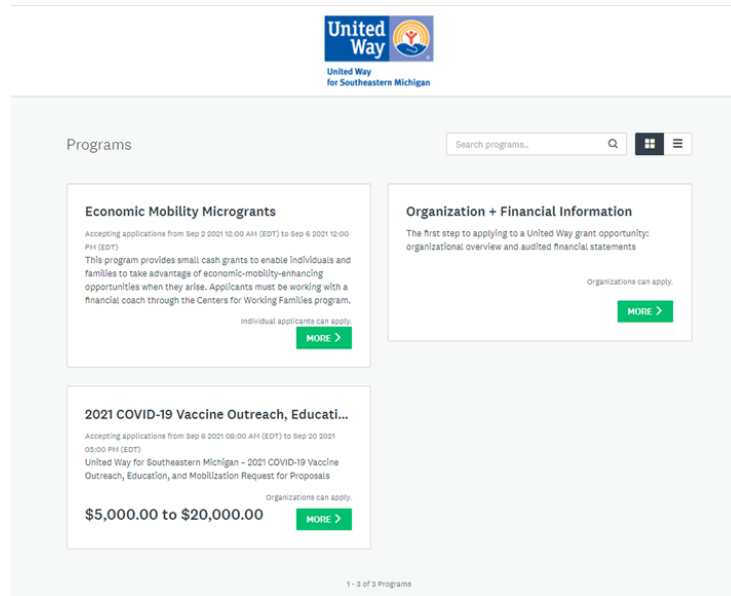 United
Way
United Way
for Southeastern Michigan
Programs
Search programs..
Economic Mobility Microgrants
Accepting applications from Sep 2 2021 12:00 AM (EDT) to Sep 6 2021 12:00
PM (EDT)
This program provides small cash grants to enable individuals and
families to take advantage of economic-mobility-enhancing
opportunities when they arise. Applicants must be working with a
financial coach through the Centers for Working Families program.
Individual applicants can apply.
MORE >
Organization + Financial Information
The first step to applying to a United Way grant opportunity:
organizational overview and audited financial statements
Organizations can apply.
MORE >
2021 COVID-19 Vaccine Outreach, Educati...
Accepting applications from Sep 6 2021 08:00 AM (EDT) to Sep 20 2021
05:00 PM (EDT)
United Way for Southeastern Michigan – 2021 COVID-19 Vaccine
Outreach, Education, and Mobilization Request for Proposals
Organizations can apply.
$5,000.00 to $20,000.00
MORE >
1 - 3 of 3 Programs